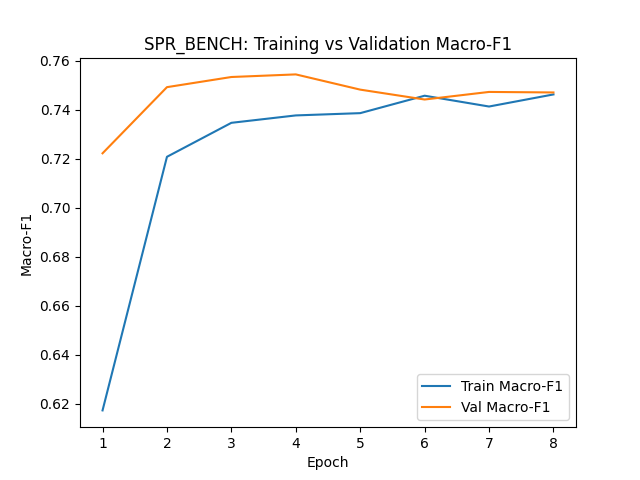 SPR_BENCH: Training vs Validation Macro-F1
0.76
0.74
0.72
0.70
0.68
0.66
0.64
0.62
Macro-F1
Train Macro-F1
Val Macro-F1
1 2 3 4 5 6 7 8
Epoch